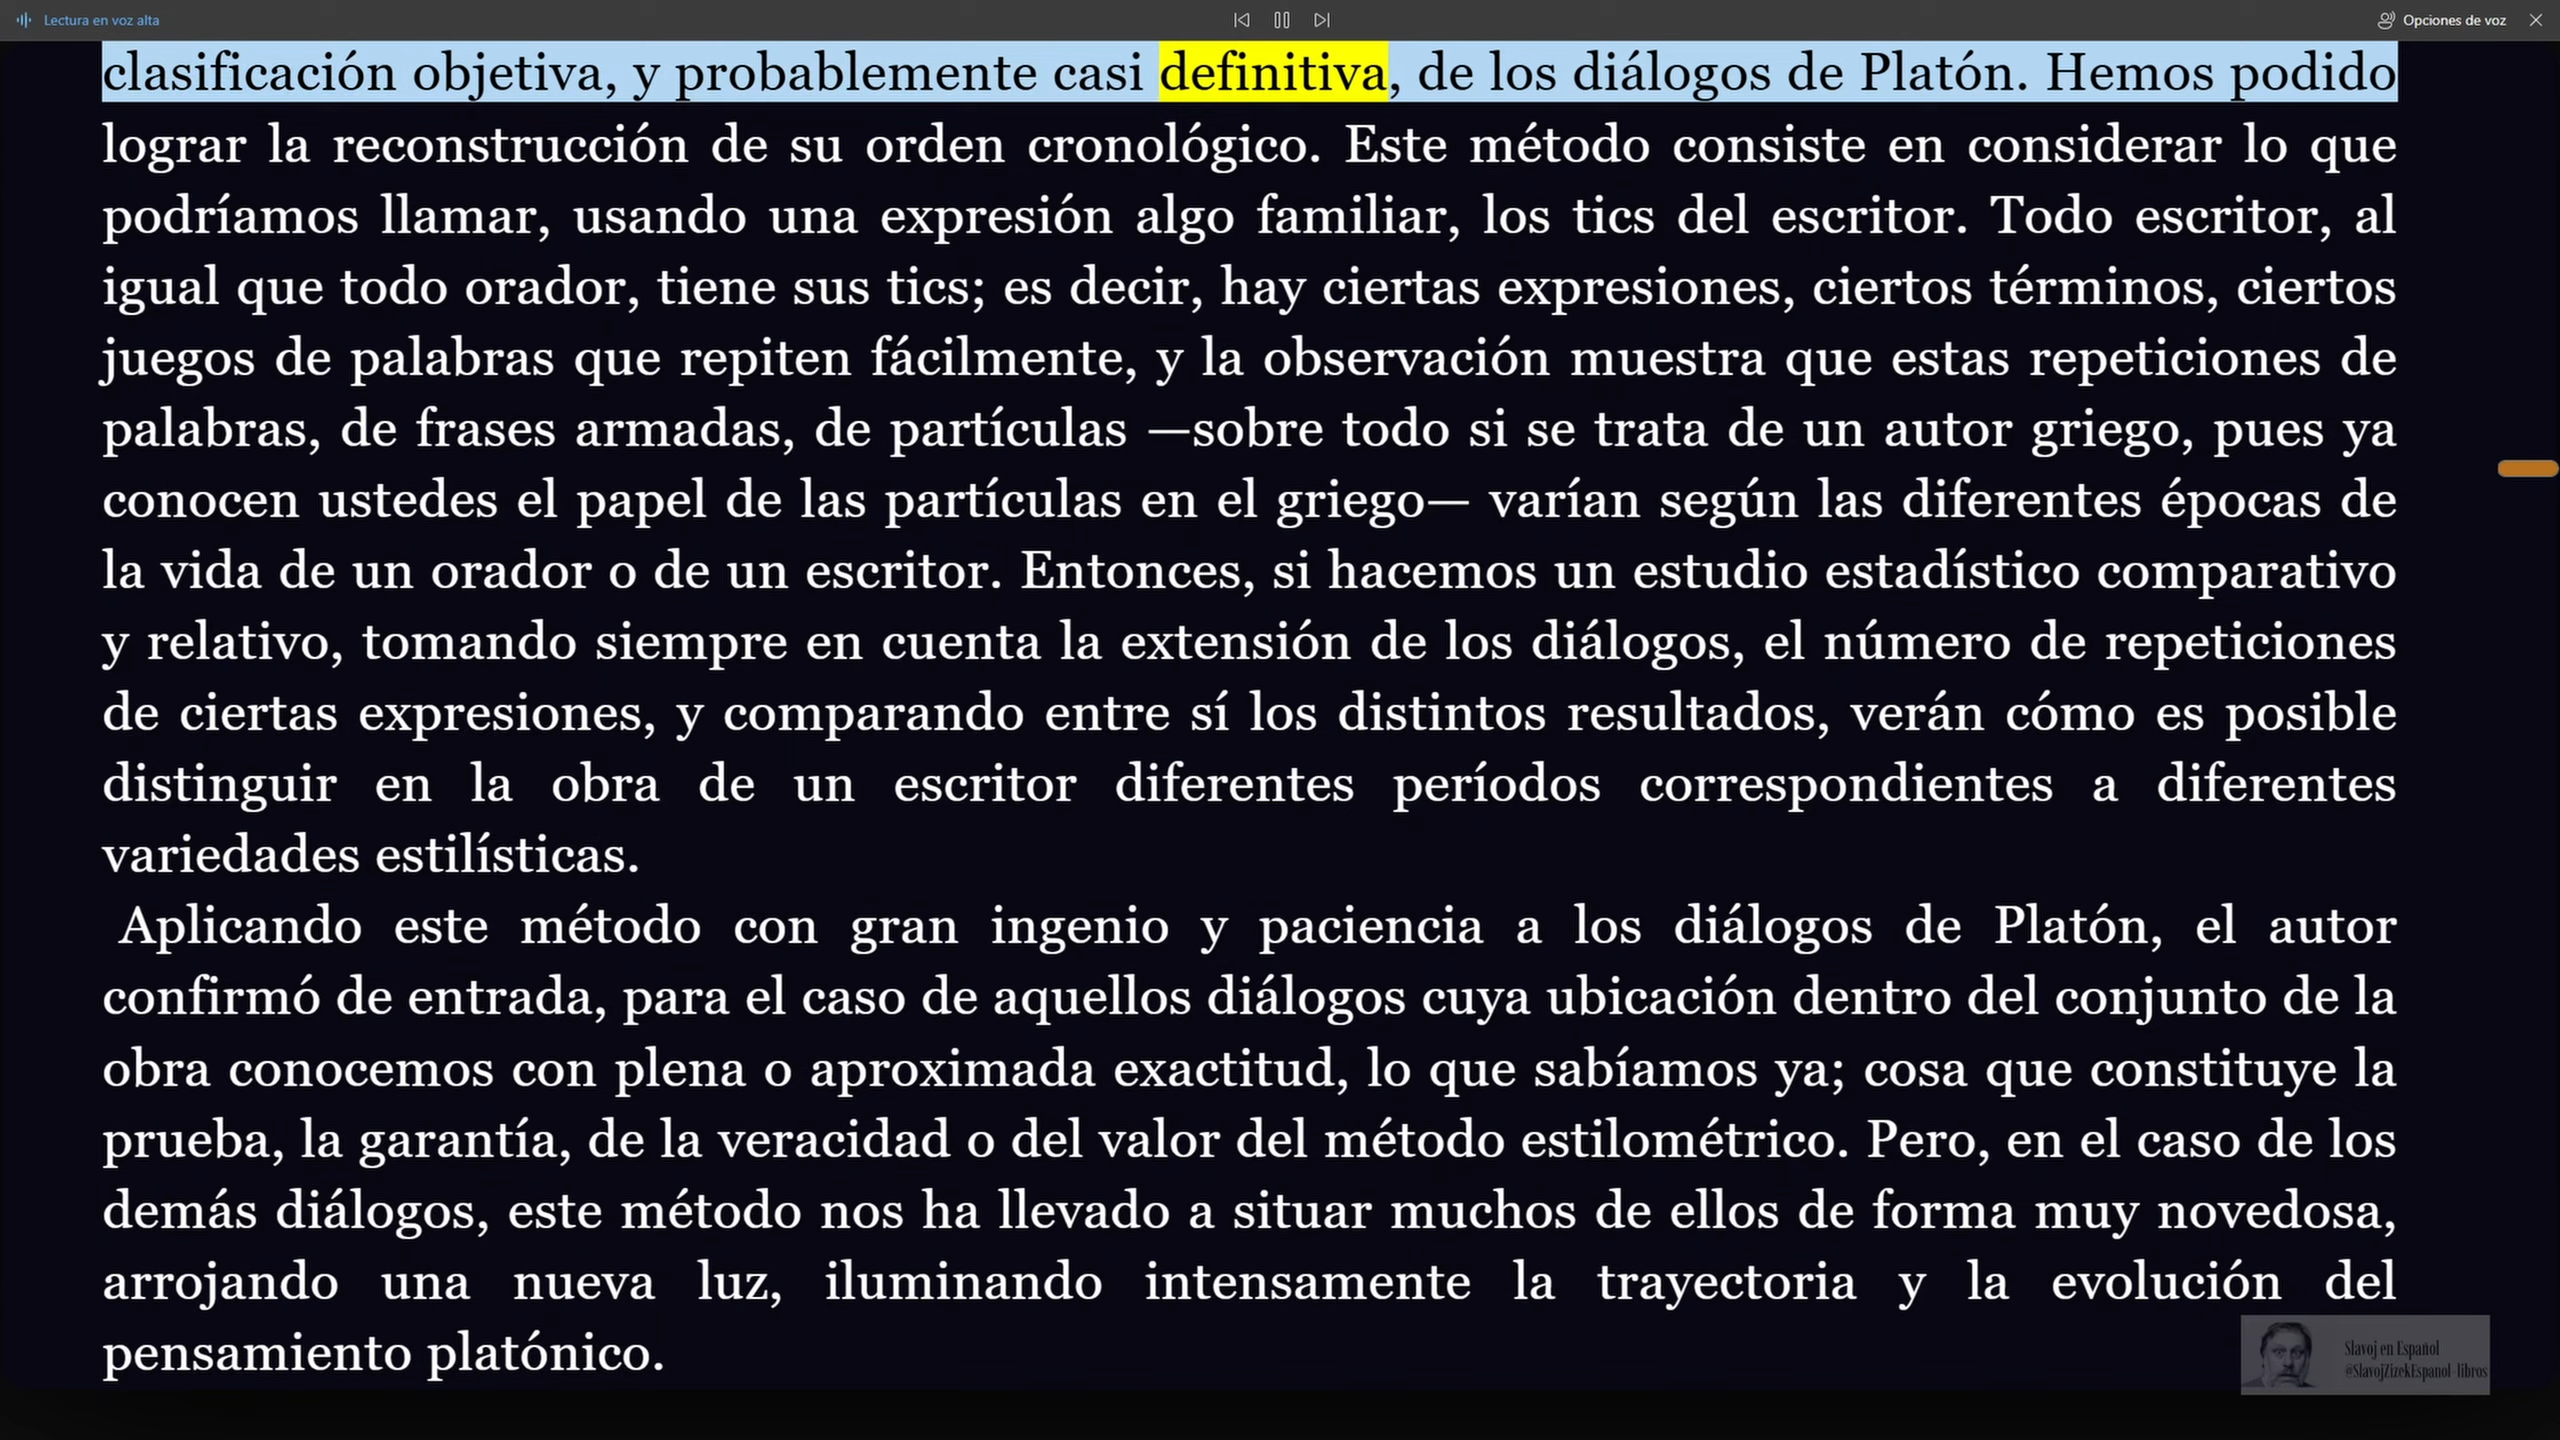 Lectura en voz alta
Opciones de voz
clasificación objetiva, y probablemente casi definitiva, de los diálogos de Platón. Hemos podido
lograr la reconstrucción de su orden cronológico. Este método consiste en considerar lo que
podríamos llamar, usando una expresión algo familiar, los tics del escritor. Todo escritor, al
igual que todo orador, tiene sus tics; es decir, hay ciertas expresiones, ciertos términos, ciertos
juegos de palabras que repiten fácilmente, y la observación muestra que estas repeticiones de
palabras, de frases armadas, de partículas —sobre todo si se trata de un autor griego, pues ya
conocen ustedes el papel de las partículas en el griego— varían según las diferentes épocas de
la vida de un orador o de un escritor. Entonces, si hacemos un estudio estadístico comparativo
y relativo, tomando siempre en cuenta la extensión de los diálogos, el número de repeticiones
de ciertas expresiones, y comparando entre sí los distintos resultados, verán cómo es posible
distinguir en la obra de un escritor diferentes períodos correspondientes a diferentes
variedades estilísticas.
Aplicando este método con gran ingenio y paciencia a los diálogos de Platón, el autor
confirmó de entrada, para el caso de aquellos diálogos cuya ubicación dentro del conjunto de la
obra conocemos con plena o aproximada exactitud, lo que sabíamos ya; cosa que constituye la
prueba, la garantía, de la veracidad o del valor del método estilométrico. Pero, en el caso de los
demás diálogos, este método nos ha llevado a situar muchos de ellos de forma muy novedosa,
arrojando una nueva luz, iluminando intensamente la trayectoria y la evolución del
pensamiento platónico.
Slavoj en Español
@SlavojZizekEspanol-libros